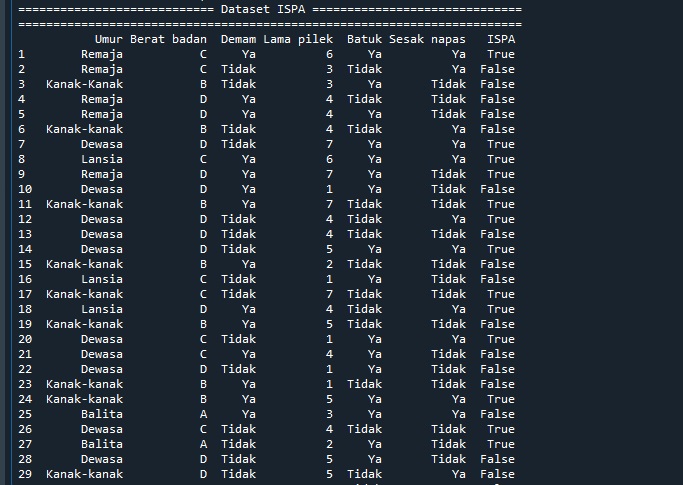 ============================ Dataset ISPA ==============================
========================================================================
Umur Berat badan Demam Lama pilek Batuk Sesak napas ISPA
1 Remaja C Ya 6 Ya Ya True
2 Remaja C Tidak 3 Tidak Ya False
3 Kanak-Kanak B Tidak 3 Ya Tidak False
4 Remaja D Ya 4 Tidak Tidak False
5 Remaja D Ya 4 Ya Tidak False
6 Kanak-kanak B Tidak 4 Tidak Ya False
7 Dewasa D Tidak 7 Ya Ya True
8 Lansia C Ya 6 Ya Ya True
9 Remaja D Ya 7 Ya Tidak True
10 Dewasa D Ya 1 Ya Tidak False
11 Kanak-kanak B Ya 7 Tidak Tidak True
12 Dewasa D Tidak 4 Tidak Ya True
13 Dewasa D Tidak 4 Tidak Tidak False
14 Dewasa D Tidak 5 Ya Ya True
15 Kanak-kanak B Ya 2 Tidak Tidak False
16 Lansia C Tidak 1 Ya Tidak False
17 Kanak-kanak C Tidak 7 Tidak Tidak True
18 Lansia D Ya 4 Tidak Ya True
19 Kanak-kanak B Ya 5 Tidak Tidak False
20 Dewasa C Tidak 1 Ya Ya True
21 Dewasa C Ya 4 Ya Tidak False
22 Dewasa D Tidak 1 Ya Tidak False
23 Kanak-kanak B Ya 1 Tidak Tidak False
24 Kanak-kanak B Ya 5 Ya Ya True
25 Balita A Ya 3 Ya Ya False
26 Dewasa C Tidak 4 Tidak Tidak True
27 Balita A Tidak 2 Ya Tidak True
28 Dewasa D Tidak 5 Ya Tidak False
29 Kanak-kanak D Tidak 5 Tidak Ya False